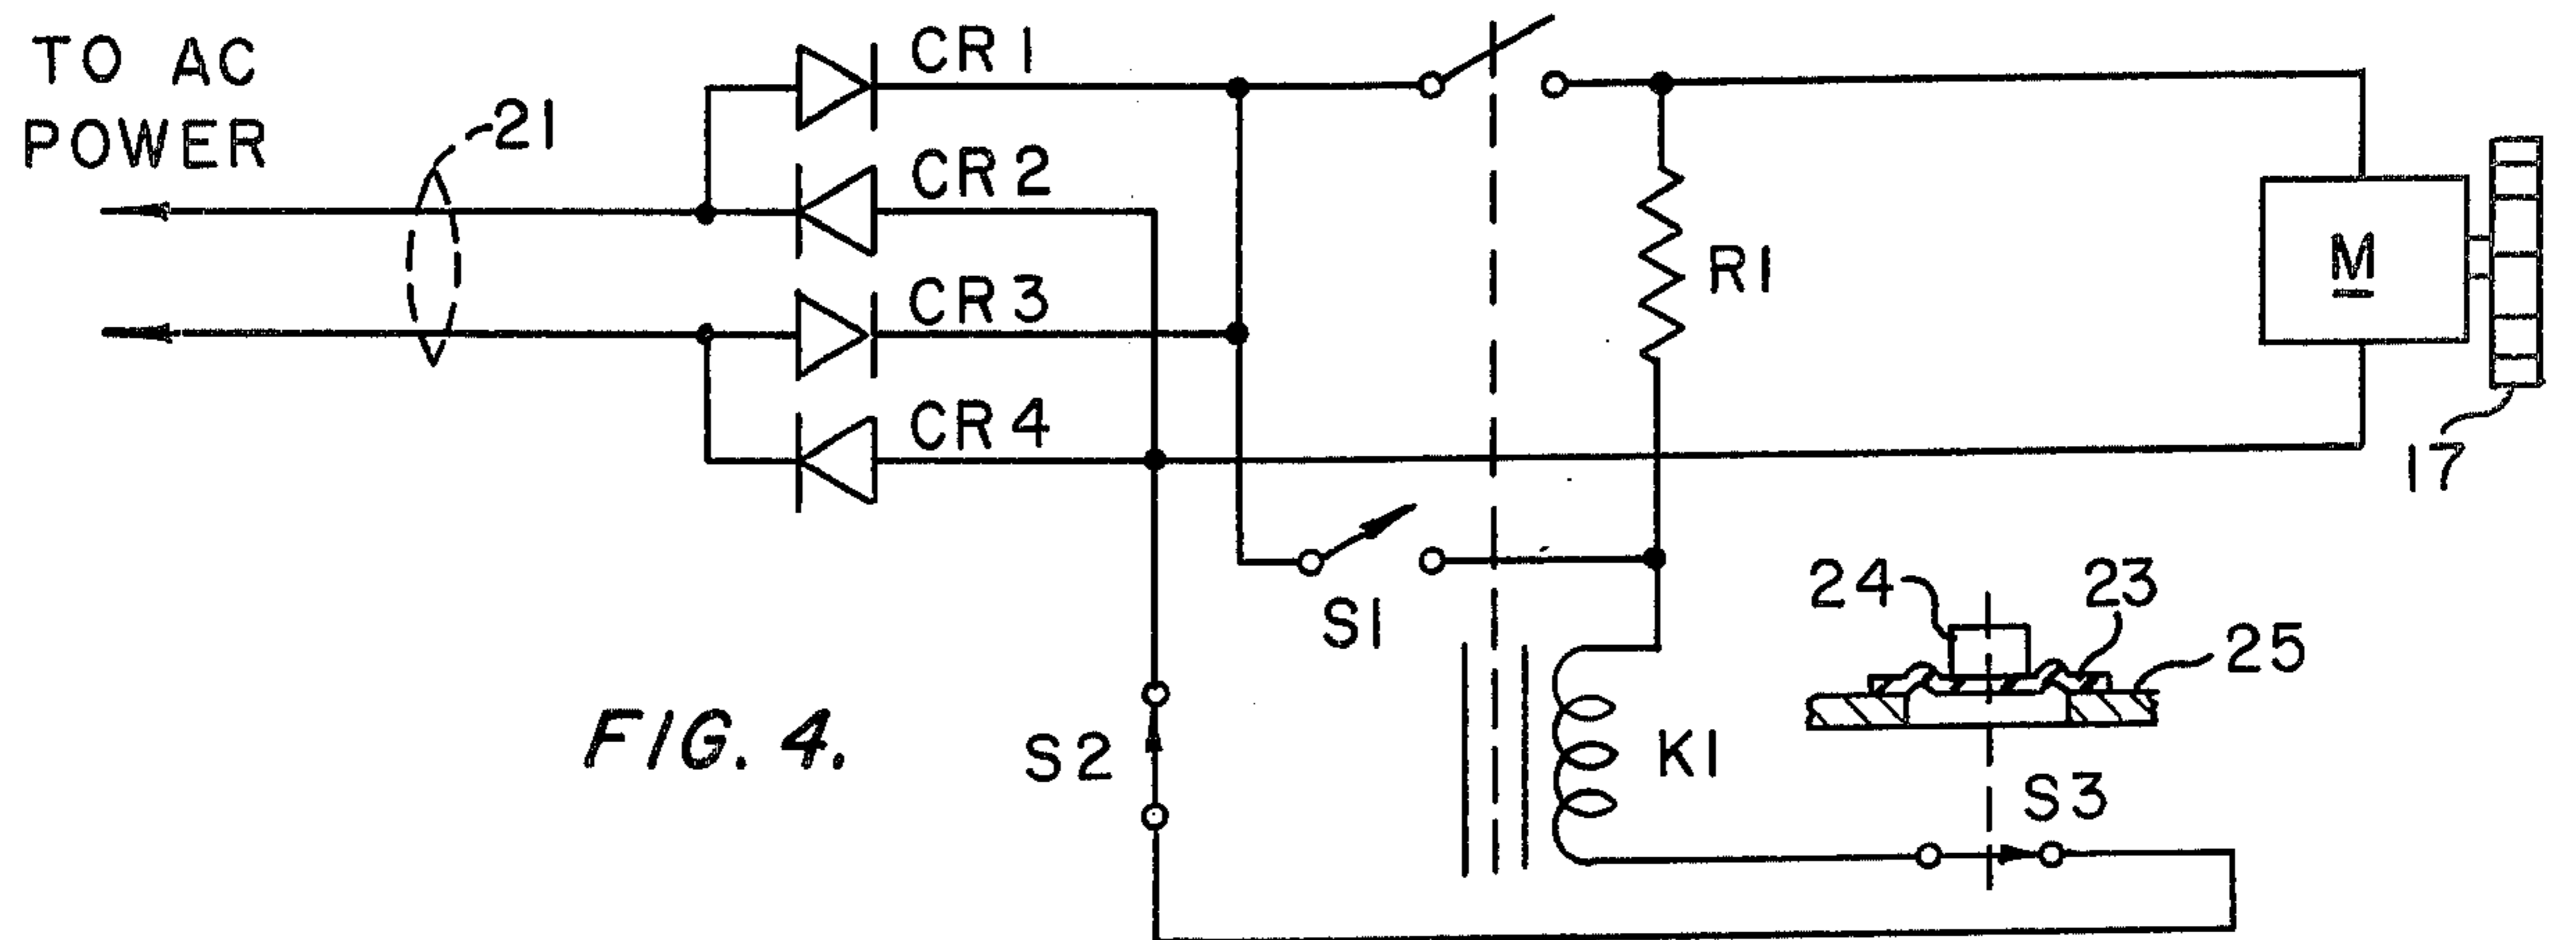 TO AC
POWER
21
CR1
CR2
CR3
CR4
R1
M
17
S1
24
23
25
FIG. 4.
S2
K1
S3